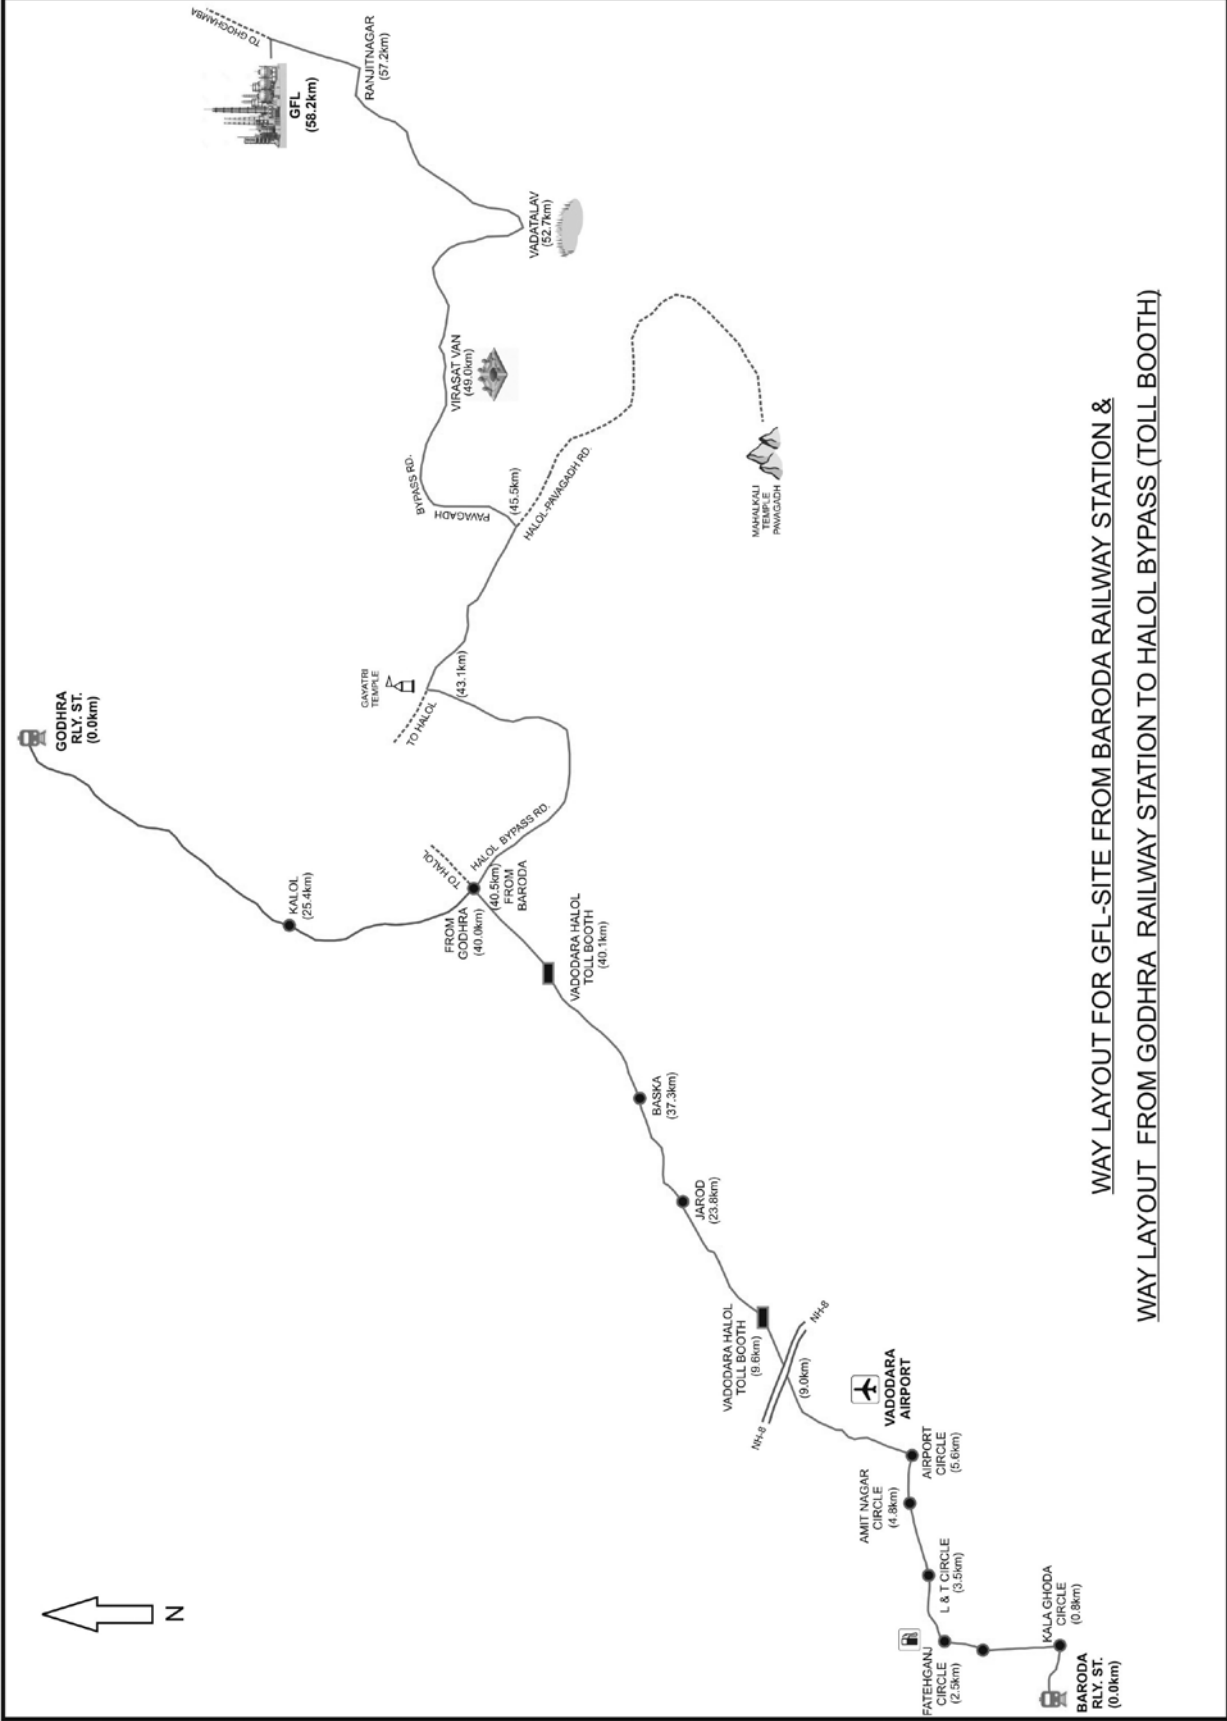 TO GHOGHAMBA
GFL
(58.2km)
RANJITNAGAR
(57.2km)
VADATALAV
(52.7km)
VIRASAT VAN
(49.0km)
BYPASS RD.
PAVAGADH
(45.5km)
HALOL-PAVAGADH RD.
MAHALKALI
TEMPLE
PAVAGADH
GAYATRI
TEMPLE
TO HALOL
(43.1km)
GODHRA
RLY. ST.
(0.0km)
KALOL
(25.4km)
TO HALOL
HALOL BYPASS RD.
FROM
GODHRA
(40.0km)
(40.5km)
FROM
BARODA
VADODARA HALOL
TOLL BOOTH
(40.1km)
BASKA
(37.3km)
JAROD
(23.8km)
VADODARA HALOL
TOLL BOOTH
(9.6km)
NH-8
NH-8
(9.0km)
VADODARA
AIRPORT
AIRPORT
CIRCLE
(5.6km)
AMIT NAGAR
CIRCLE
(4.8km)
L & T CIRCLE
(3.5km)
FATEHGANJ
CIRCLE
(2.5km)
KALA GHODA
CIRCLE
(0.8km)
BARODA
RLY. ST.
(0.0km)
N
WAY LAYOUT FOR GFL-SITE FROM BARODA RAILWAY STATION &
WAY LAYOUT FROM GODHRA RAILWAY STATION TO HALOL BYPASS (TOLL BOOTH)